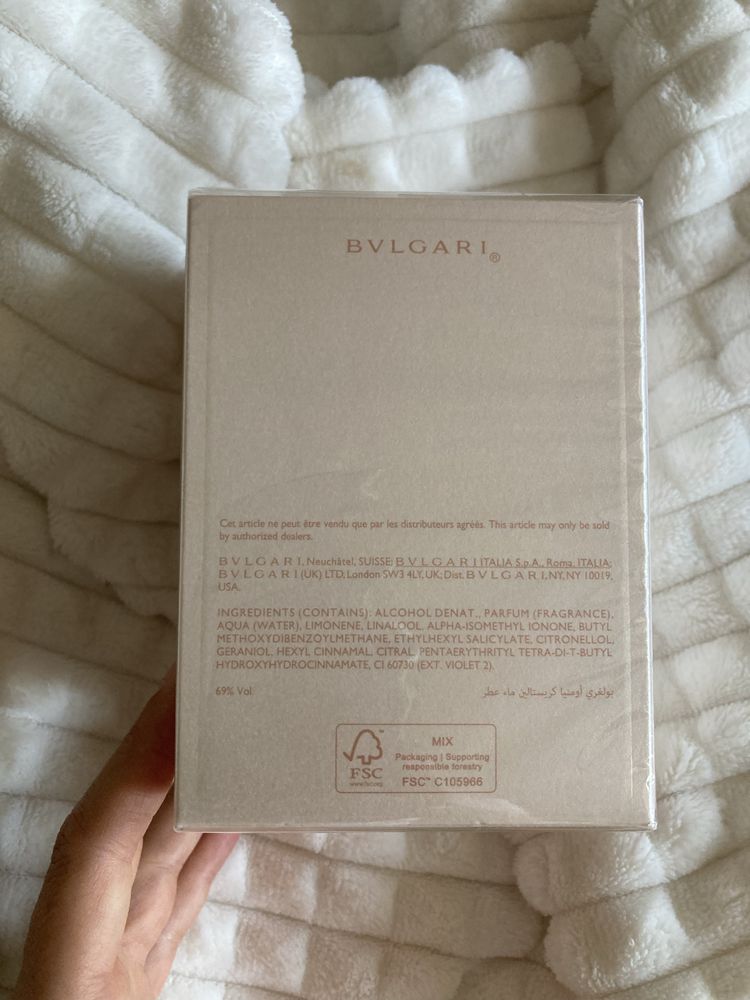 BVLGARI®
Cet article ne peut être vendu que par les distributeurs agréés. This article may only be sold
by authorized dealers.
BVLGARI, Neuchâtel, SUISSE; BVLGARI ITALIA S.p.A., Roma, ITALIA;
BVLGARI (UK) LTD, London SW3 4LY, UK; Dist. BVLGARI, NY, NY 10019,
USA.
INGREDIENTS (CONTAINS): ALCOHOL DENAT., PARFUM (FRAGRANCE),
AQUA (WATER), LIMONENE, LINALOOL, ALPHA-ISOMETHYL IONONE, BUTYL
METHOXYDIBENZOYLMETHANE, ETHYLHEXYL SALICYLATE, CITRONELLOL,
GERANIOL, HEXYL CINNAMAL, CITRAL, PENTAERYTHRITYL TETRA-DI-T-BUTYL
HYDROXYHYDROCINNAMATE, CI 60730 (EXT. VIOLET 2).
69% Vol بولغري أومنيا كريستالين ماء عطر
MIX
Packaging | Supporting
responsible forestry
FSC
www.fsc.org
FSC™ C105966